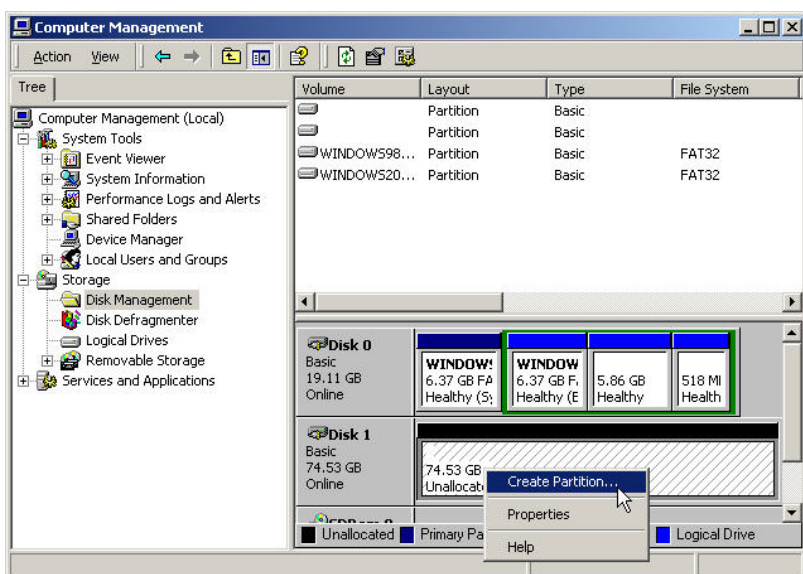 Computer Management
Action View
Tree
Volume Layout Type File System
Partition Basic
Partition Basic
WINDOWS98... Partition Basic FAT32
WINDOWS20... Partition Basic FAT32
Computer Management (Local)
System Tools
Event Viewer
System Information
Performance Logs and Alerts
Shared Folders
Device Manager
Local Users and Groups
Storage
Disk Management
Disk Defragmenter
Logical Drives
Removable Storage
Services and Applications
Disk 0
Basic
19.11 GB
Online
WINDOW
6.37 GB FA
Healthy (Sy
WINDOW
6.37 GB F
Healthy (E
5.86 GB
Healthy
518 MI
Health
Disk 1
Basic
74.53 GB
Online
74.53 GB
Unallocat
Create Partition...
Properties
Help
Unallocated Primary Pa Logical Drive